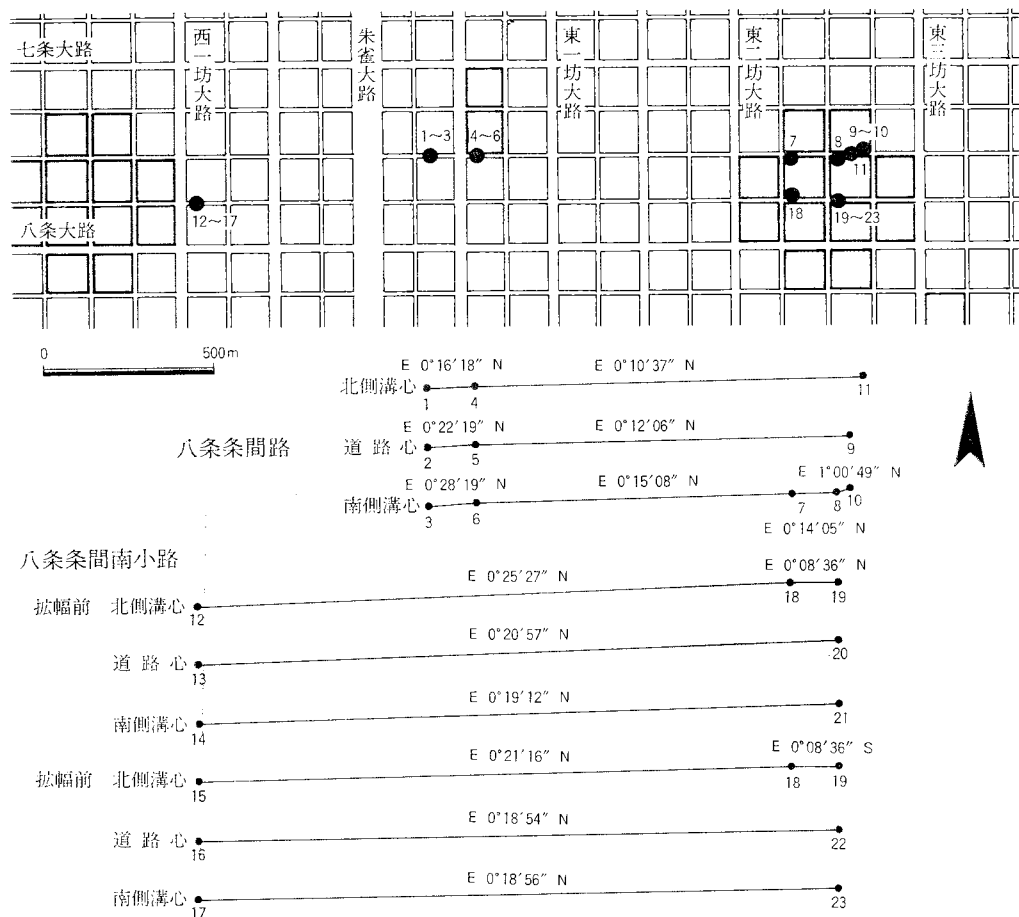 七条大路
西一坊大路
朱雀大路
東一坊大路
東二坊大路
東三坊大路
1～3
4～6
7
8
9～10
11
12～17
18
19～23
八条大路
0 500m
E 0°16′18″ N
E 0°10′37″ N
北側溝心
1
4
11
八条条間路
E 0°22′19″ N
E 0°12′06″ N
道路心
2
5
9
E 0°28′19″ N
E 0°15′08″ N
E 1°00′49″ N
南側溝心
3
6
7
8
10
E 0°14′05″ N
八条条間南小路
E 0°25′27″ N
E 0°08′36″ N
拡幅前 北側溝心
12
18
19
E 0°20′57″ N
道路心
13
20
E 0°19′12″ N
南側溝心
14
21
E 0°21′16″ N
E 0°08′36″ S
拡幅前 北側溝心
15
18
19
E 0°18′54″ N
道路心
16
22
E 0°18′56″ N
南側溝心
17
23